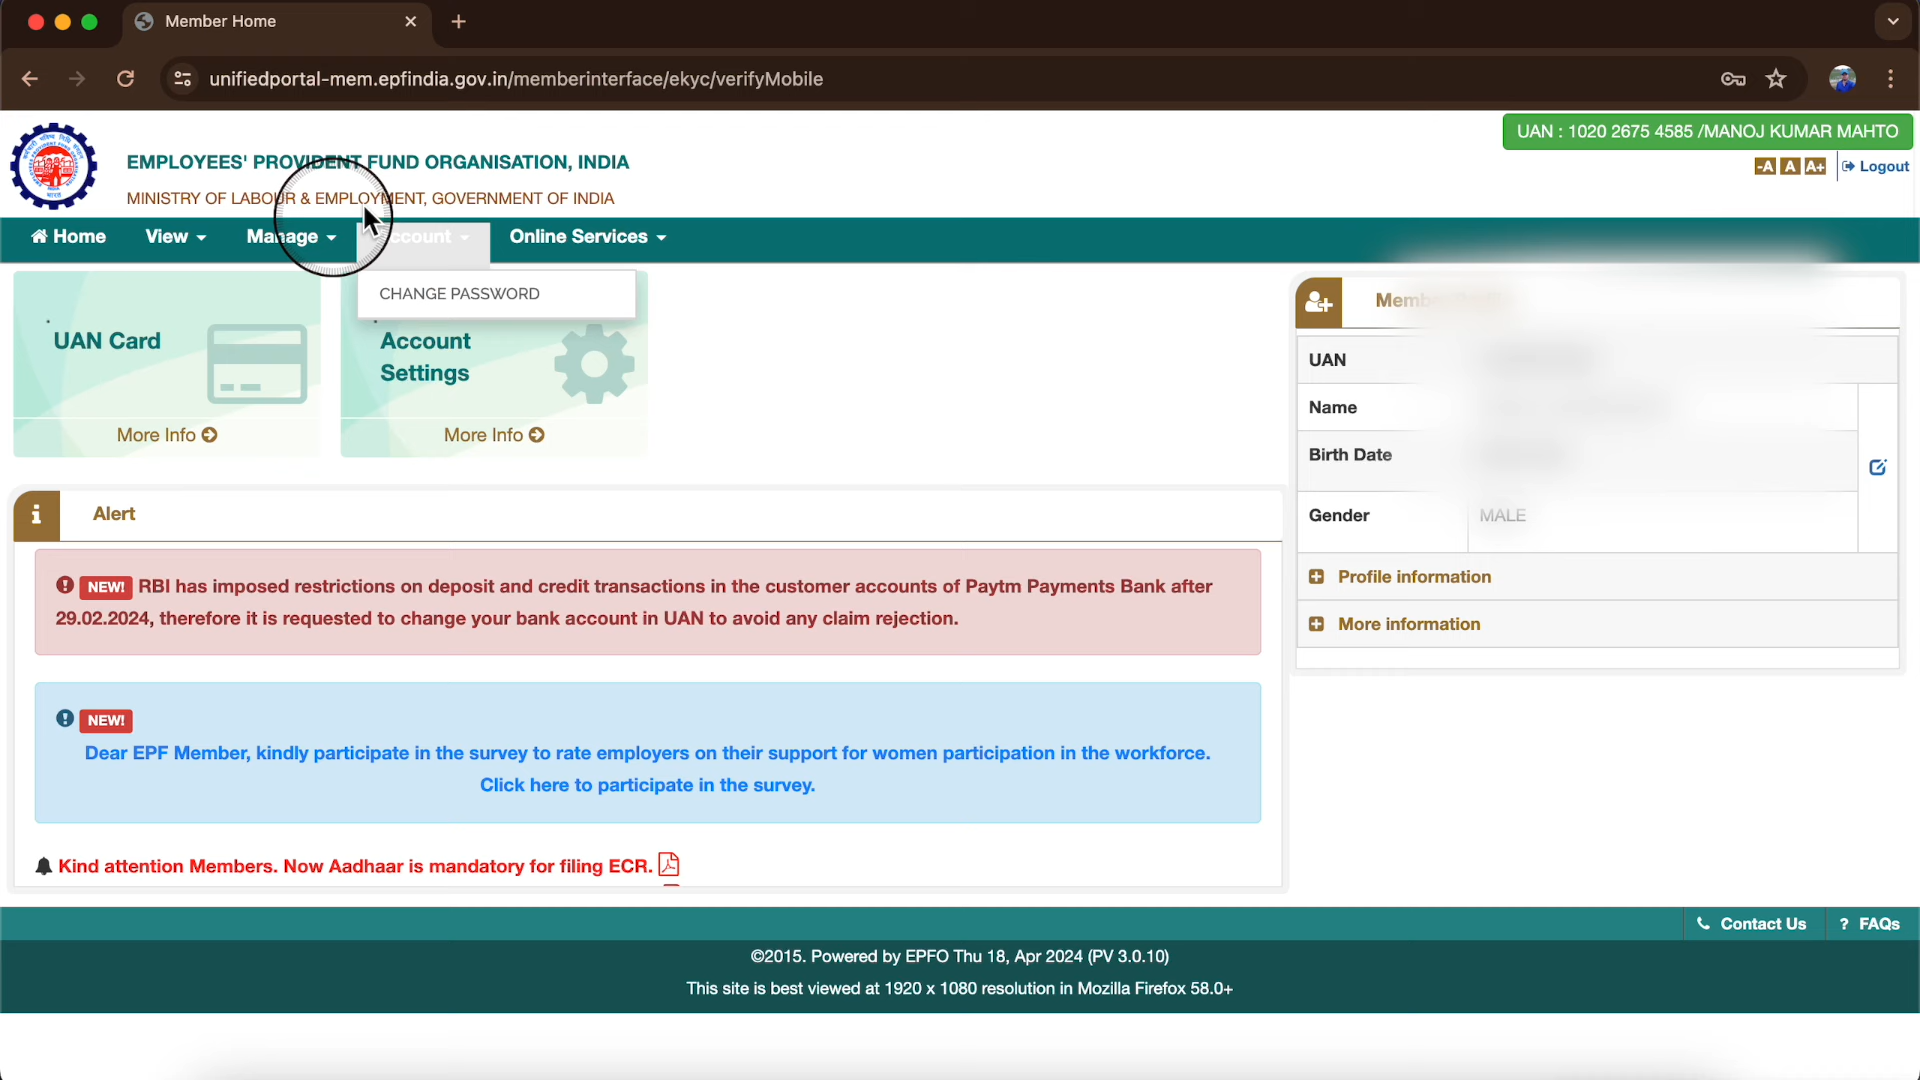 Member Home
unifiedportal-mem.epfindia.gov.in/memberinterface/ekyc/verifyMobile
UAN : 1020 2675 4585 /MANOJ KUMAR MAHTO
EMPLOYEES' PROVIDENT FUND ORGANISATION, INDIA
-A A A+ Logout
MINISTRY OF LABOUR & EMPLOYMENT, GOVERNMENT OF INDIA
Home View Manage Online Services
CHANGE PASSWORD
UAN Card
Account
Settings
More Info
More Info
UAN
Name
Birth Date
Gender MALE
Profile information
More information
Alert
NEW! RBI has imposed restrictions on deposit and credit transactions in the customer accounts of Paytm Payments Bank after
29.02.2024, therefore it is requested to change your bank account in UAN to avoid any claim rejection.
NEW!
Dear EPF Member, kindly participate in the survey to rate employers on their support for women participation in the workforce.
Click here to participate in the survey.
Kind attention Members. Now Aadhaar is mandatory for filing ECR.
Contact Us ? FAQs
©2015. Powered by EPFO Thu 18, Apr 2024 (PV 3.0.10)
This site is best viewed at 1920 x 1080 resolution in Mozilla Firefox 58.0+